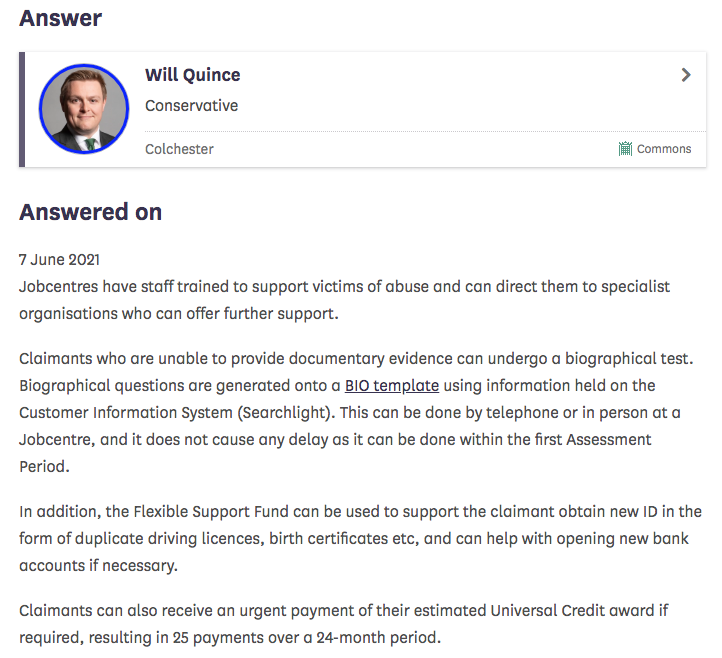 Answer
Will Quince
Conservative
Colchester
Commons
Answered on
7 June 2021
Jobcentres have staff trained to support victims of abuse and can direct them to specialist
organisations who can offer further support.
Claimants who are unable to provide documentary evidence can undergo a biographical test.
Biographical questions are generated onto a BIO template using information held on the
Customer Information System (Searchlight). This can be done by telephone or in person at a
Jobcentre, and it does not cause any delay as it can be done within the first Assessment
Period.
In addition, the Flexible Support Fund can be used to support the claimant obtain new ID in the
form of duplicate driving licences, birth certificates etc, and can help with opening new bank
accounts if necessary.
Claimants can also receive an urgent payment of their estimated Universal Credit award if
required, resulting in 25 payments over a 24-month period.